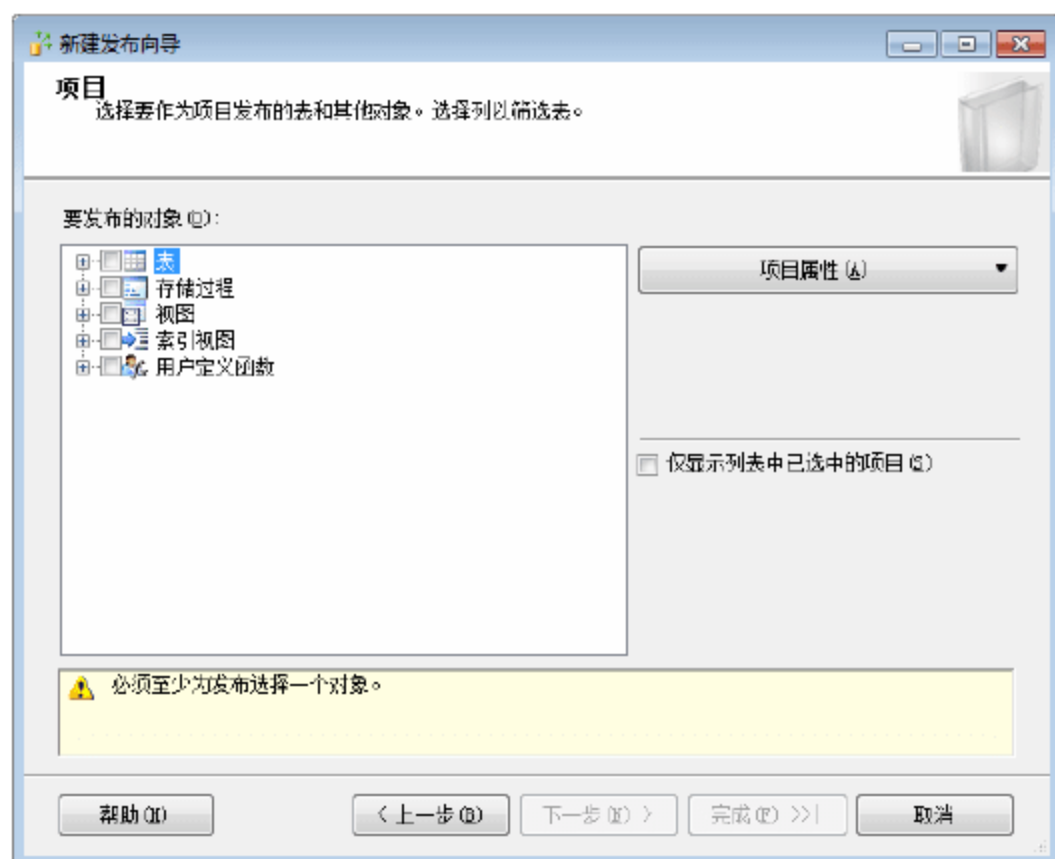 新建发布向导
项目
选择要作为项目发布的表和其他对象。选择列以筛选表。
要发布的对象(O):
表
存储过程
视图
索引视图
用户定义函数
项目属性(A)
仅显示列表中已选中的项目(S)
必须至少为发布选择一个对象。
帮助(H)
< 上一步(B)
下一步(N) >
完成(F) >>|
取消